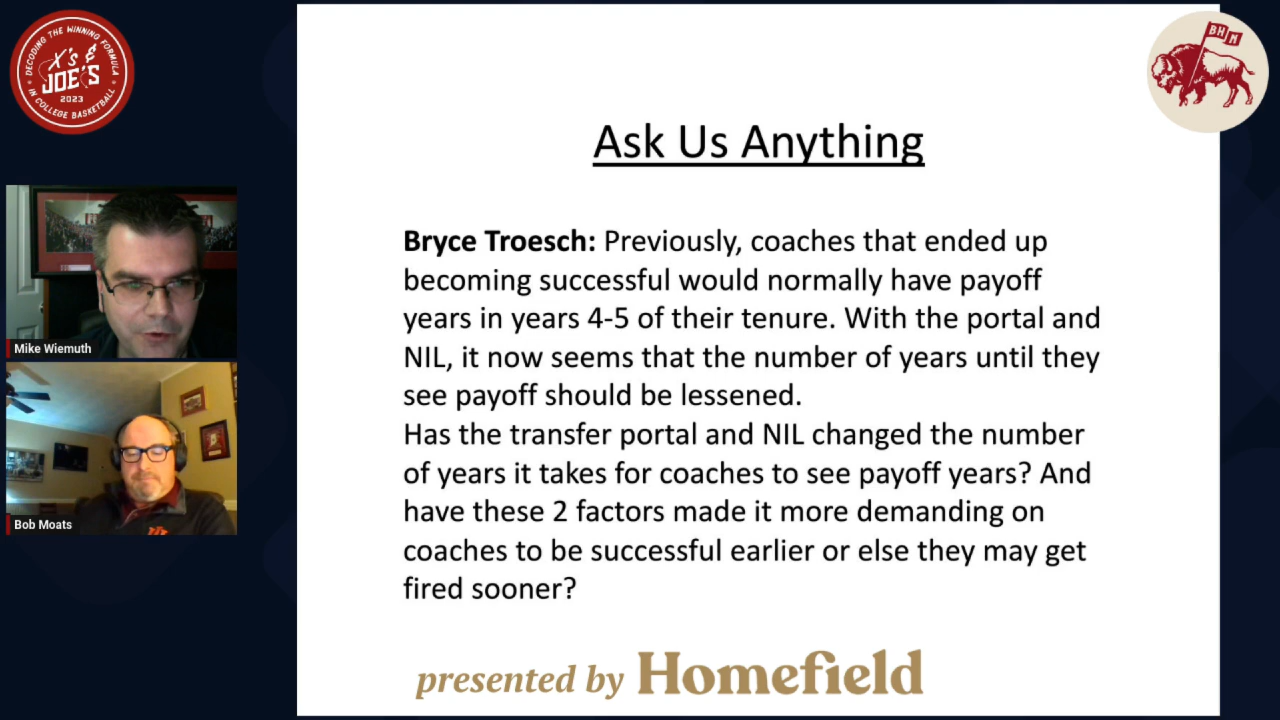 DECODING THE WINNING FORMULA
X's &
JOE'S
2023
IN COLLEGE BASKETBALL
BHM
Ask Us Anything
Bryce Troesch: Previously, coaches that ended up
becoming successful would normally have payoff
years in years 4-5 of their tenure. With the portal and
NIL, it now seems that the number of years until they
see payoff should be lessened.
Has the transfer portal and NIL changed the number
of years it takes for coaches to see payoff years? And
have these 2 factors made it more demanding on
coaches to be successful earlier or else they may get
fired sooner?
Mike Wiemuth
Bob Moats
presented by Homefield